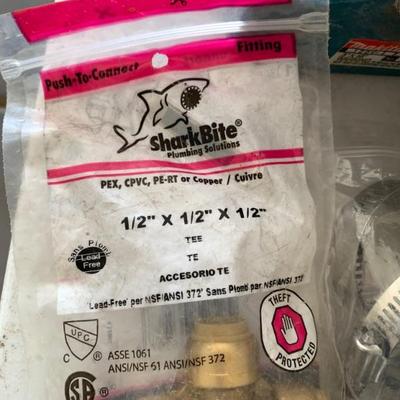 Push-To-Connect Fitting
SharkBite®
Plumbing Solutions
PEX, CPVC, PE-RT or Copper / Cuivre
1/2" X 1/2" X 1/2"
TEE
TE
ACCESORIO TE
Sans Plomb
Lead-Free
'Lead-Free' per NSF/ANSI 372' Sans Plomb par NSF/ANSI 372'
THEFT
PROTECTED
UPC
ASSE 1061
ANSI/NSF 61 ANSI/NSF 372
SA
Makita